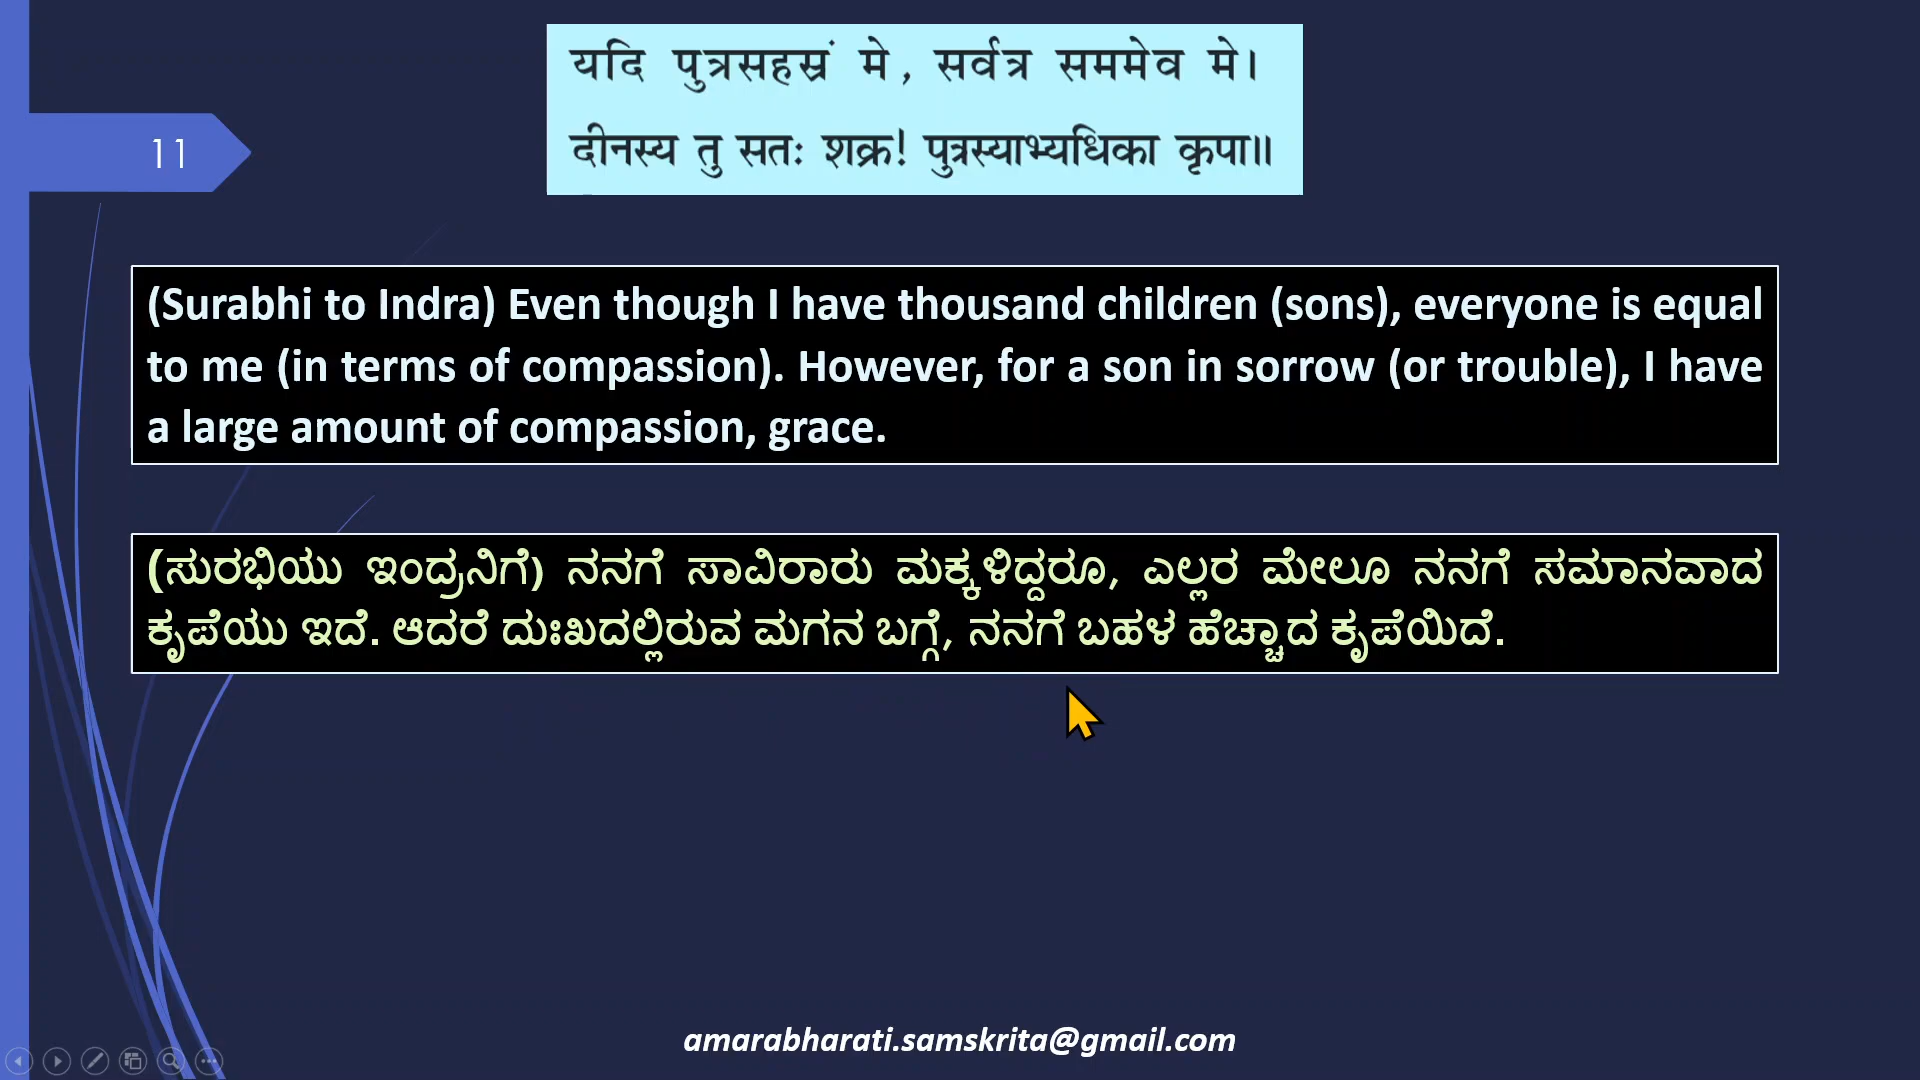 यदि पुत्रसहस्रं मे, सर्वत्र सममेव मे।
दीनस्य तु सतः शक्र! पुत्रस्याभ्यधिका कृपा॥
11
(Surabhi to Indra) Even though I have thousand children (sons), everyone is equal
to me (in terms of compassion). However, for a son in sorrow (or trouble), I have
a large amount of compassion, grace.
(ಸುರಭಿಯು ಇಂದ್ರನಿಗೆ) ನನಗೆ ಸಾವಿರಾರು ಮಕ್ಕಳಿದ್ದರೂ, ಎಲ್ಲರ ಮೇಲೂ ನನಗೆ ಸಮಾನವಾದ
ಕೃಪೆಯು ಇದೆ. ಆದರೆ ದುಃಖದಲ್ಲಿರುವ ಮಗನ ಬಗ್ಗೆ, ನನಗೆ ಬಹಳ ಹೆಚ್ಚಾದ ಕೃಪೆಯಿದೆ.
amarabharati.samskrita@gmail.com